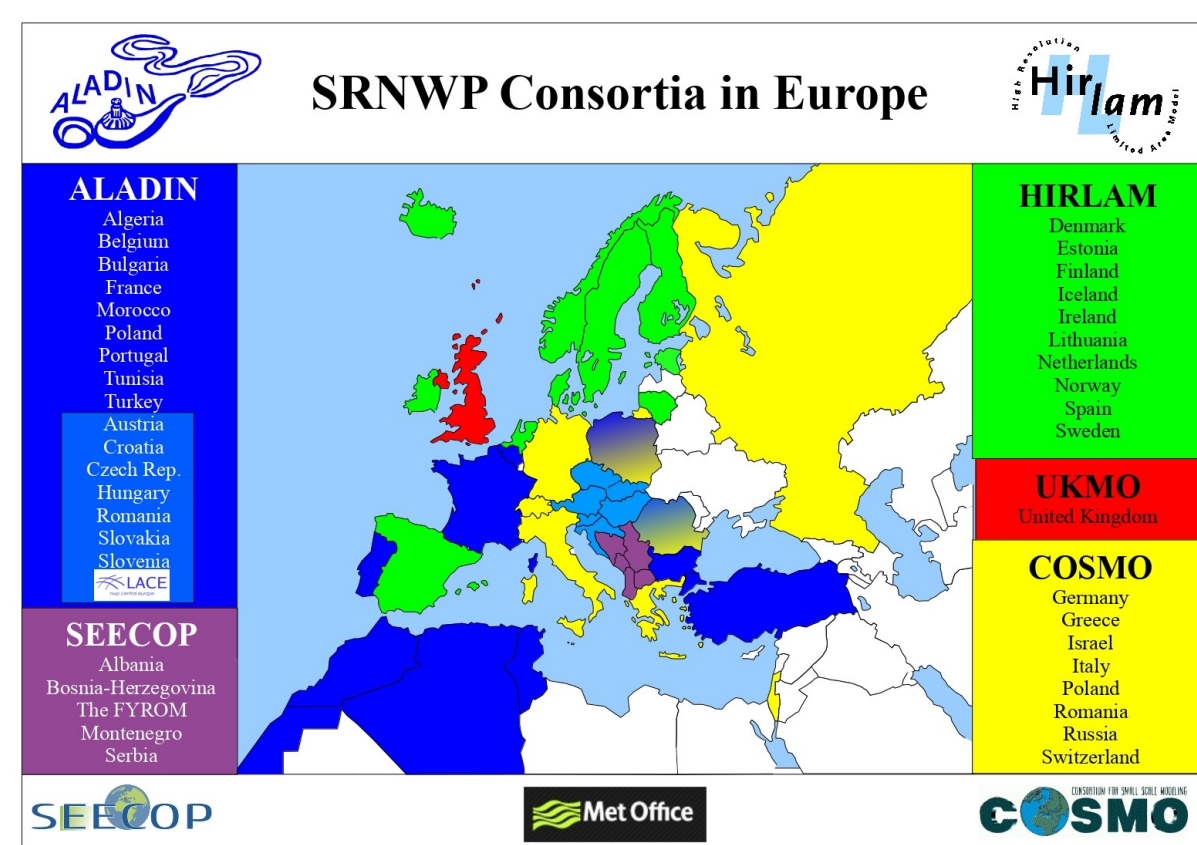 ALADIN
SRNWP Consortia in Europe
High Resolution
Hirlam
Limited Area Model
ALADIN
Algeria
Belgium
Bulgaria
France
Morocco
Poland
Portugal
Tunisia
Turkey
Austria
Croatia
Czech Rep.
Hungary
Romania
Slovakia
Slovenia
LACE
nwp central europe
SEECOP
Albania
Bosnia-Herzegovina
The FYROM
Montenegro
Serbia
HIRLAM
Denmark
Estonia
Finland
Iceland
Ireland
Lithuania
Netherlands
Norway
Spain
Sweden
UKMO
United Kingdom
COSMO
Germany
Greece
Israel
Italy
Poland
Romania
Russia
Switzerland
SEECOP
Met Office
CONSORTIUM FOR SMALL SCALE MODELING
COSMO